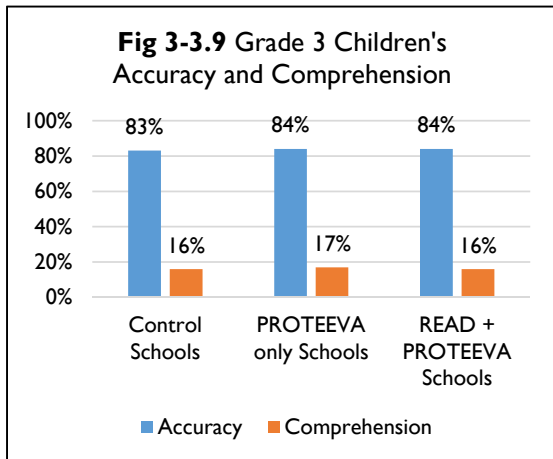 Fig 3-3.9 Grade 3 Children's
Accuracy and Comprehension
100%
80%
60%
40%
20%
0%
83%
16%
84%
17%
84%
16%
Control
Schools
PROTEEVA
only Schools
READ +
PROTEEVA
Schools
Accuracy
Comprehension